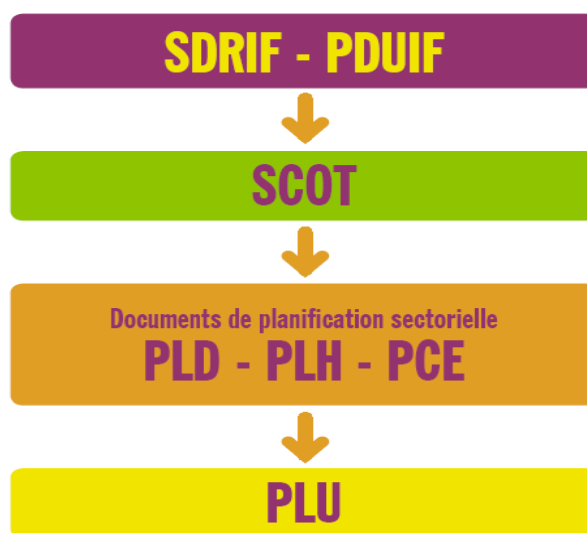 SDRIF - PDUIF
SCOT
Documents de planification sectorielle
PLD - PLH - PCE
PLU